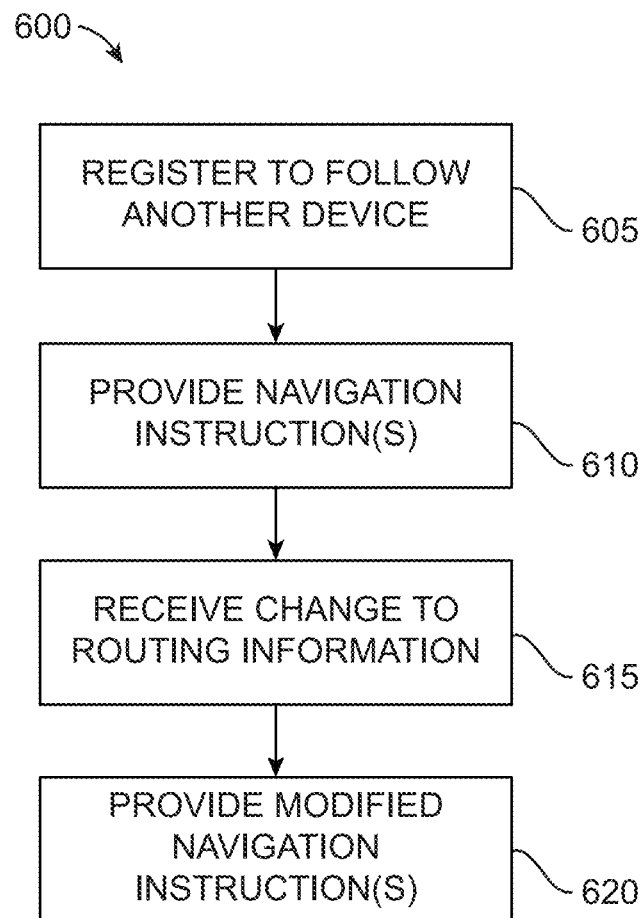 600
REGISTER TO FOLLOW
ANOTHER DEVICE
605
PROVIDE NAVIGATION
INSTRUCTION(S)
610
RECEIVE CHANGE TO
ROUTING INFORMATION
615
PROVIDE MODIFIED
NAVIGATION
INSTRUCTION(S)
620